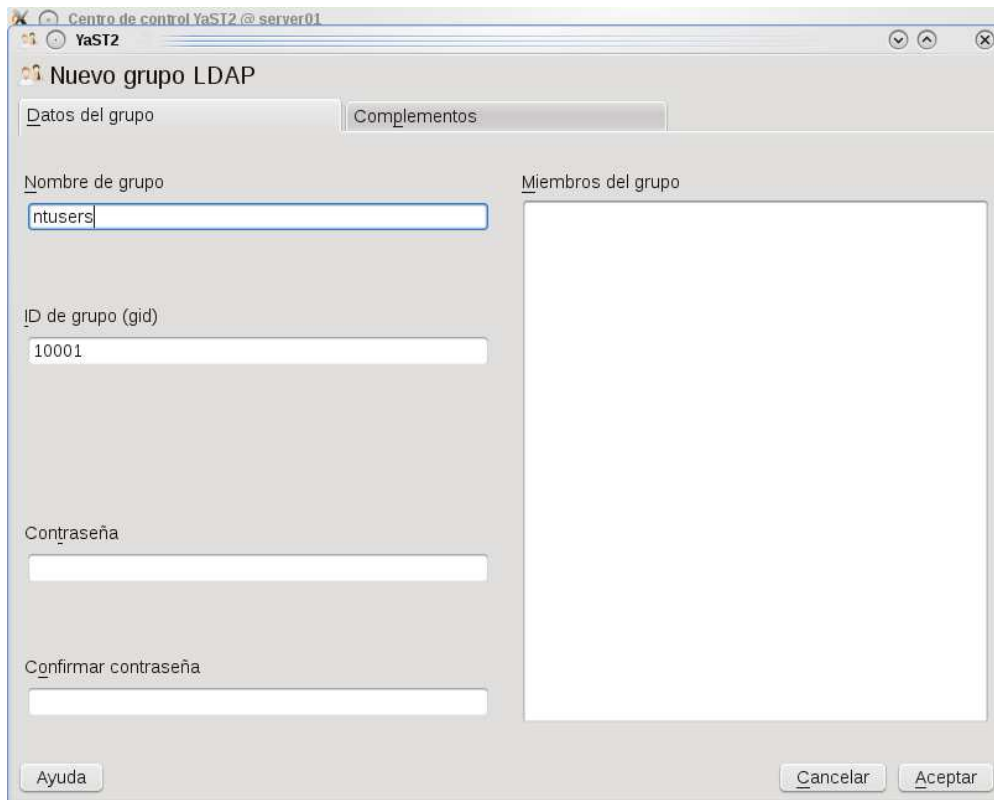 Centro de control YaST2 @ server01
YaST2
Nuevo grupo LDAP
Datos del grupo
Complementos
Nombre de grupo
ntusers
ID de grupo (gid)
10001
Contraseña
Confirmar contraseña
Miembros del grupo
Ayuda
Cancelar
Aceptar